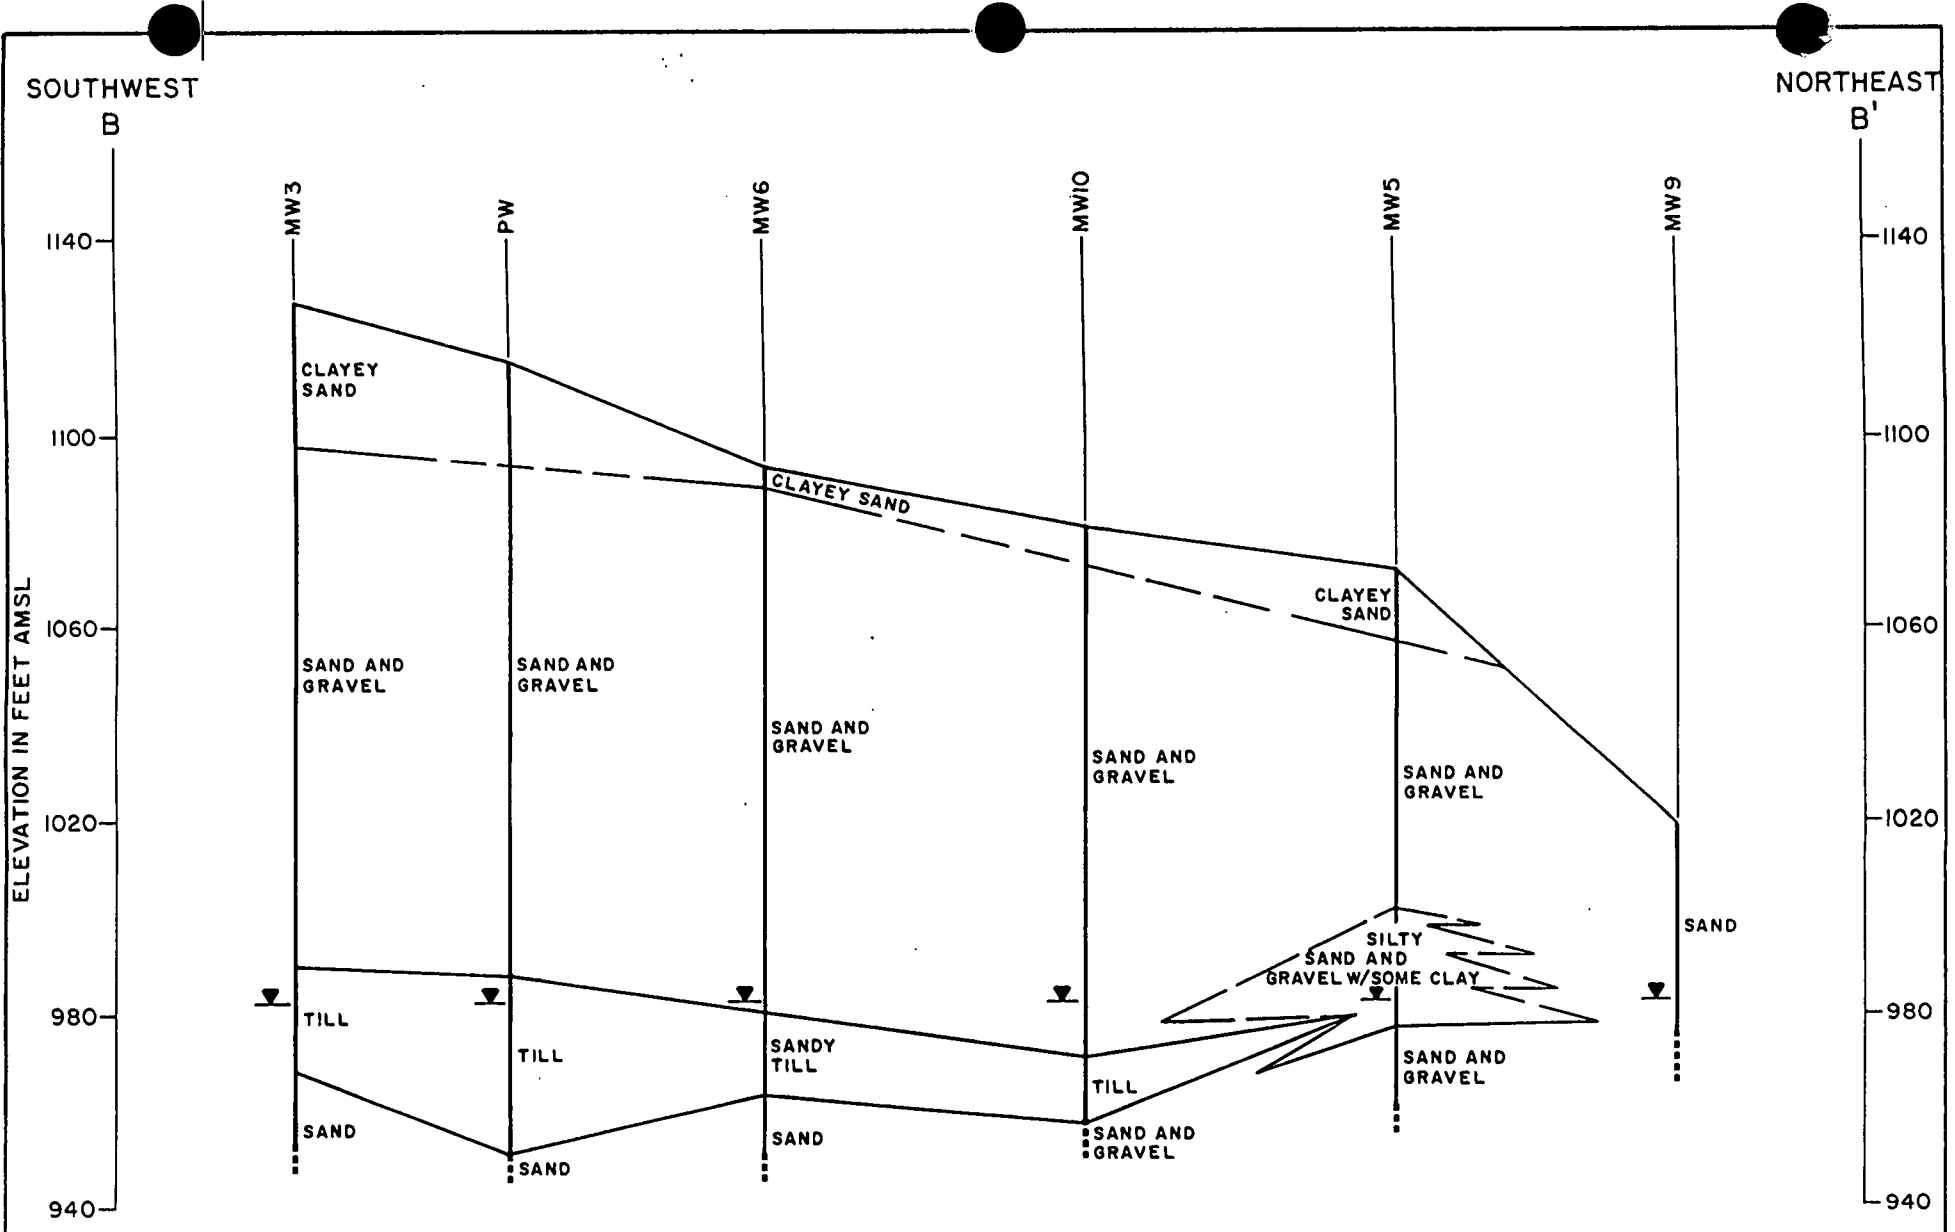 SOUTHWEST
B
NORTHEAST
B'
MW3
PW
MW6
MW10
MW5
MW9
ELEVATION IN FEET AMSL
1140
1100
1060
1020
980
940
1140
1100
1060
1020
980
940
CLAYEY
SAND
SAND AND
GRAVEL
TILL
SAND
SAND AND
GRAVEL
TILL
SAND
CLAYEY SAND
SAND AND
GRAVEL
SANDY
TILL
SAND
SAND AND
GRAVEL
TILL
SAND AND
GRAVEL
CLAYEY
SAND
SAND AND
GRAVEL
SILTY
SAND AND
GRAVEL W/SOME CLAY
SAND AND
GRAVEL
SAND